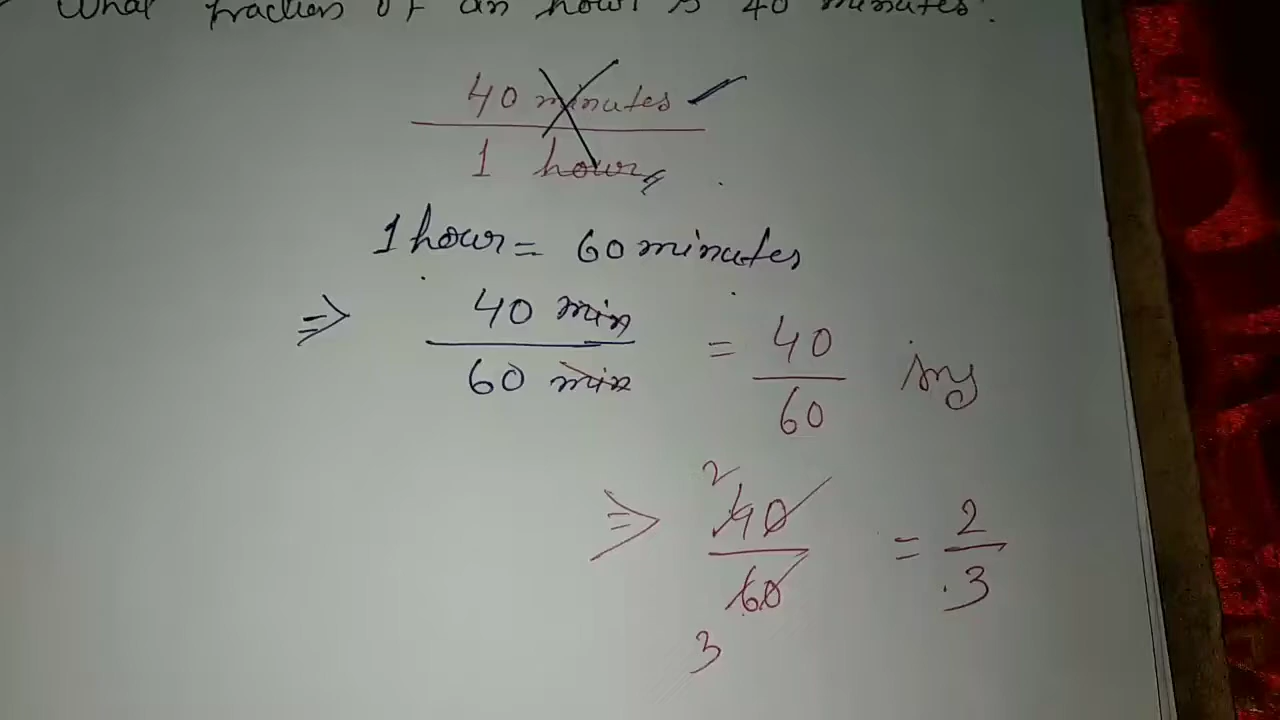 What fraction of an hour is 40 minutes.
40 minutes
1 hour
1 hour = 60 minutes
⇒ 40 min = 40
60 min 60
2
⇒ 40 = 2
60 3
3